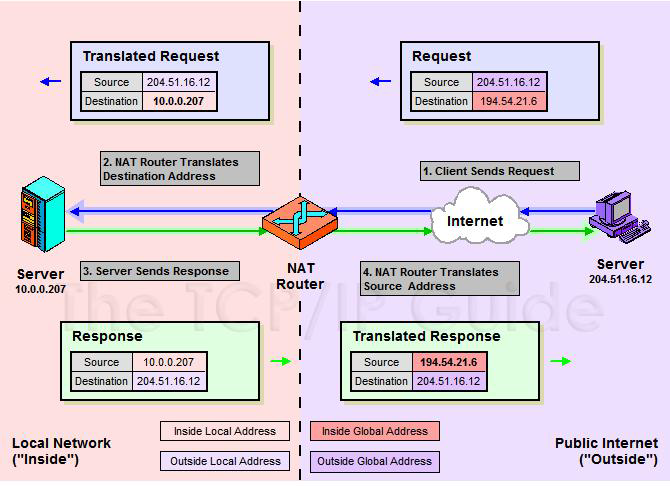 Translated Request
Source 204.51.16.12
Destination 10.0.0.207
Request
Source 204.51.16.12
Destination 194.54.21.6
2. NAT Router Translates
Destination Address
1. Client Sends Request
Internet
Server
10.0.0.207
3. Server Sends Response
NAT
Router
4. NAT Router Translates
Source Address
Server
204.51.16.12
The TCP/IP Guide
Response
Source 10.0.0.207
Destination 204.51.16.12
Translated Response
Source 194.54.21.6
Destination 204.51.16.12
Local Network
("Inside")
Inside Local Address
Inside Global Address
Outside Local Address
Outside Global Address
Public Internet
("Outside")